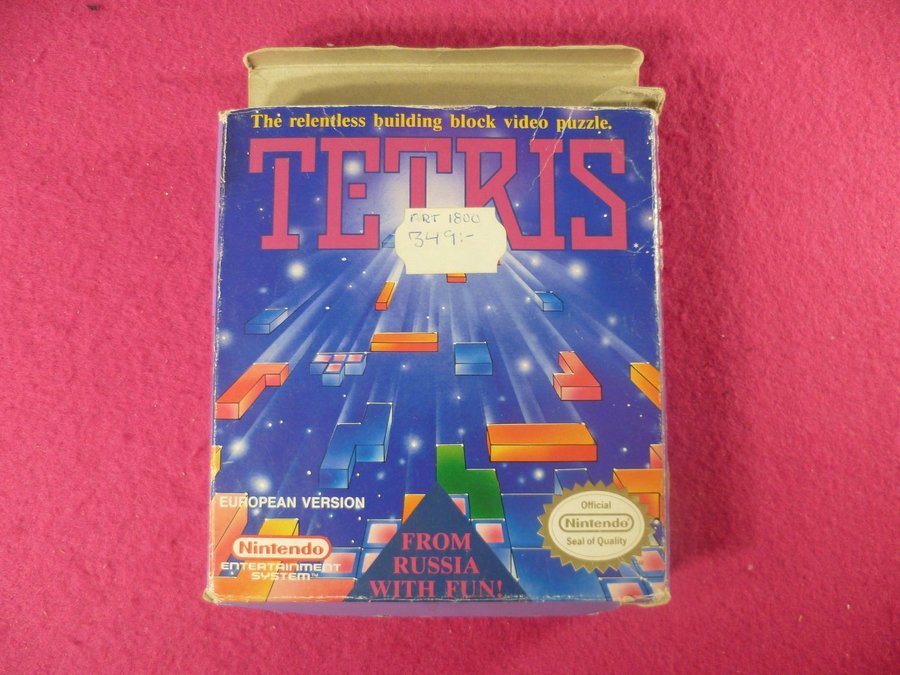 The relentless building block video puzzle.
TETRIS
ART 1800
349:-
EUROPEAN VERSION
Nintendo
ENTERTAINMENT
SYSTEM™
FROM
RUSSIA
WITH FUN!
Official
Nintendo
Seal of Quality